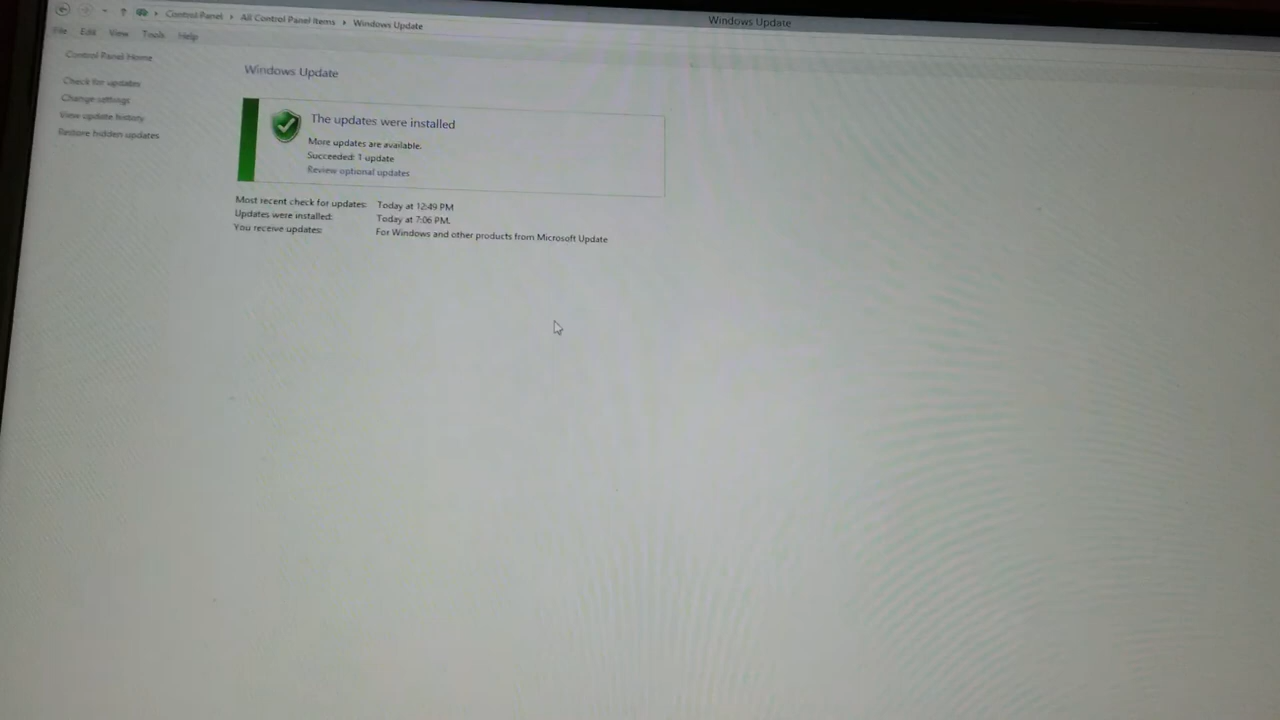 Control Panel > All Control Panel Items > Windows Update
Windows Update
File Edit View Tools Help
Control Panel Home
Check for updates
Change settings
View update history
Restore hidden updates
Windows Update
The updates were installed
More updates are available.
Succeeded: 1 update
Review optional updates
Most recent check for updates: Today at 12:49 PM
Updates were installed: Today at 7:06 PM.
You receive updates: For Windows and other products from Microsoft Update